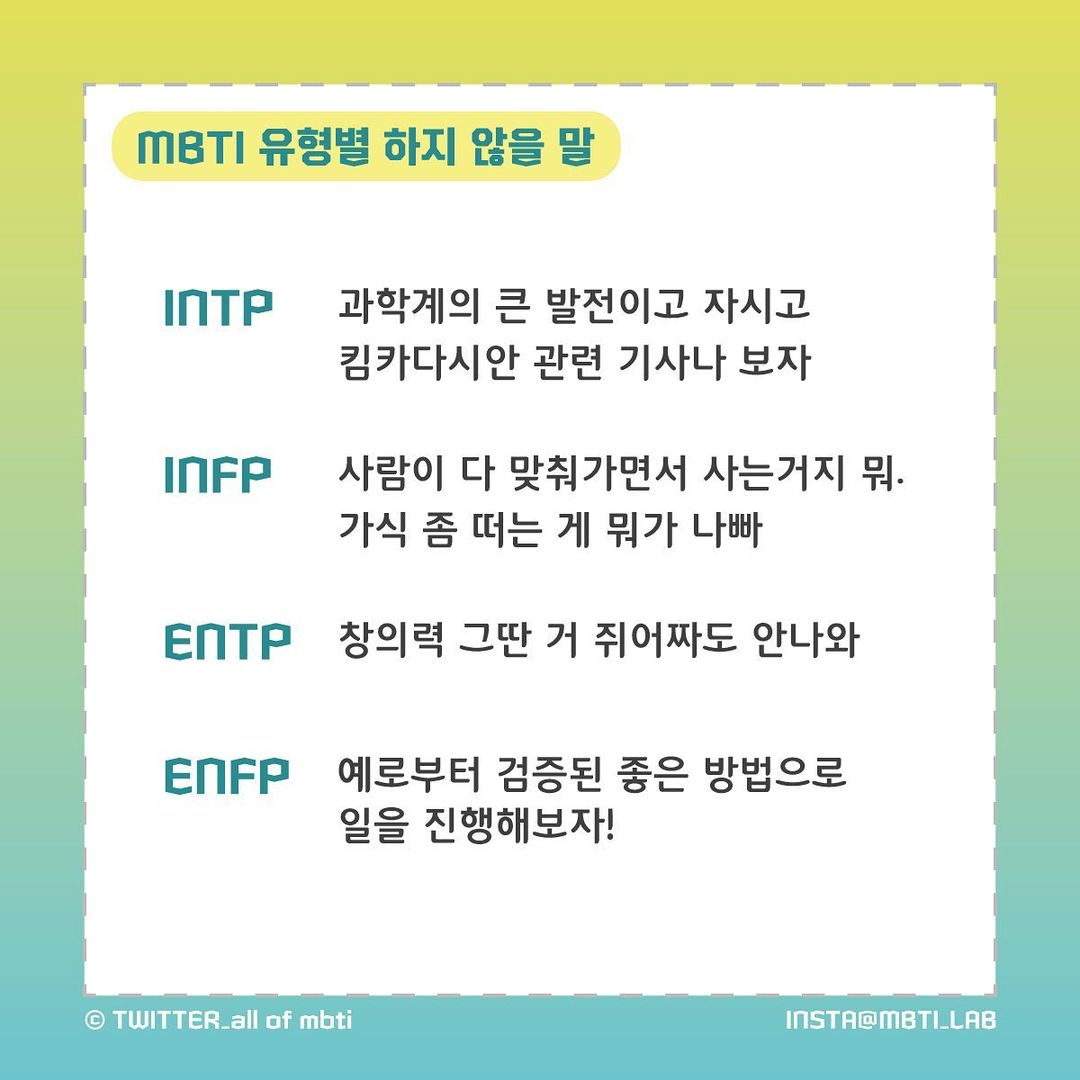 MBTI 유형별 하지 않을 말
INTP 과학계의 큰 발전이고 자시고
킴카다시안 관련 기사나 보자
INFP 사람이 다 맞춰가면서 사는거지 뭐.
가식 좀 떠는 게 뭐가 나빠
ENTP 창의력 그딴 거 쥐어짜도 안나와
ENFP 예로부터 검증된 좋은 방법으로
일을 진행해보자!
© TWITTER_all of mbti
INSTA@MBTI_LAB